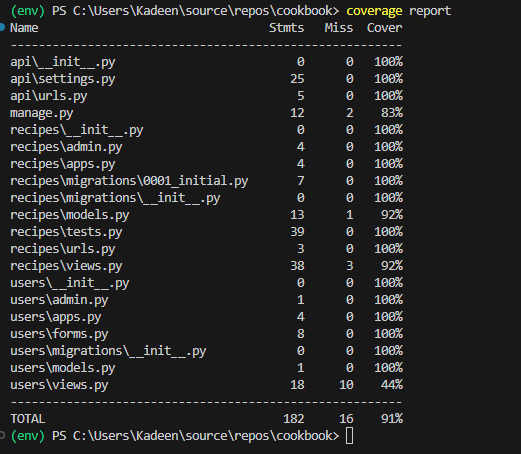 (env) PS C:\Users\Kadeen\source\repos\cookbook> coverage report
Name Stmts Miss Cover
-------------------------------------------------------
api\__init__.py 0 0 100%
api\settings.py 25 0 100%
api\urls.py 5 0 100%
manage.py 12 2 83%
recipes\__init__.py 0 0 100%
recipes\admin.py 4 0 100%
recipes\apps.py 4 0 100%
recipes\migrations\0001_initial.py 7 0 100%
recipes\migrations\__init__.py 0 0 100%
recipes\models.py 13 1 92%
recipes\tests.py 39 0 100%
recipes\urls.py 3 0 100%
recipes\views.py 38 3 92%
users\__init__.py 0 0 100%
users\admin.py 1 0 100%
users\apps.py 4 0 100%
users\forms.py 8 0 100%
users\migrations\__init__.py 0 0 100%
users\models.py 1 0 100%
users\views.py 18 10 44%
-------------------------------------------------------
TOTAL 182 16 91%
(env) PS C:\Users\Kadeen\source\repos\cookbook>